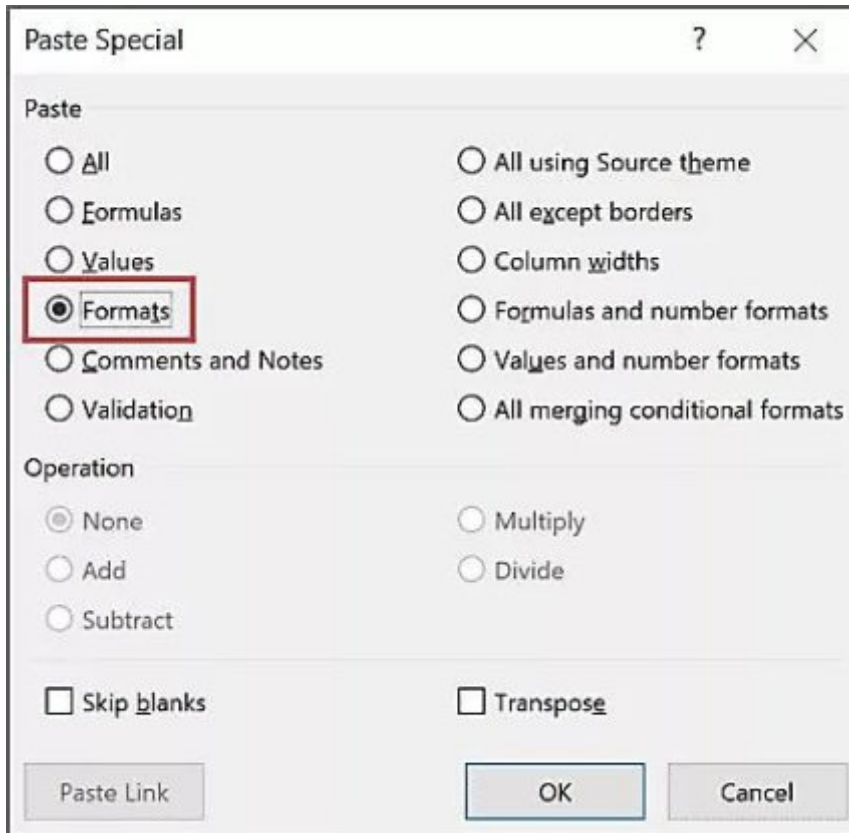 Paste Special ?
Paste
All
All using Source theme
Formulas
All except borders
Values
Column widths
Formats
Formulas and number formats
Comments and Notes
Values and number formats
Validation
All merging conditional formats
Operation
None
Multiply
Add
Divide
Subtract
Skip blanks
Transpose
Paste Link
OK
Cancel